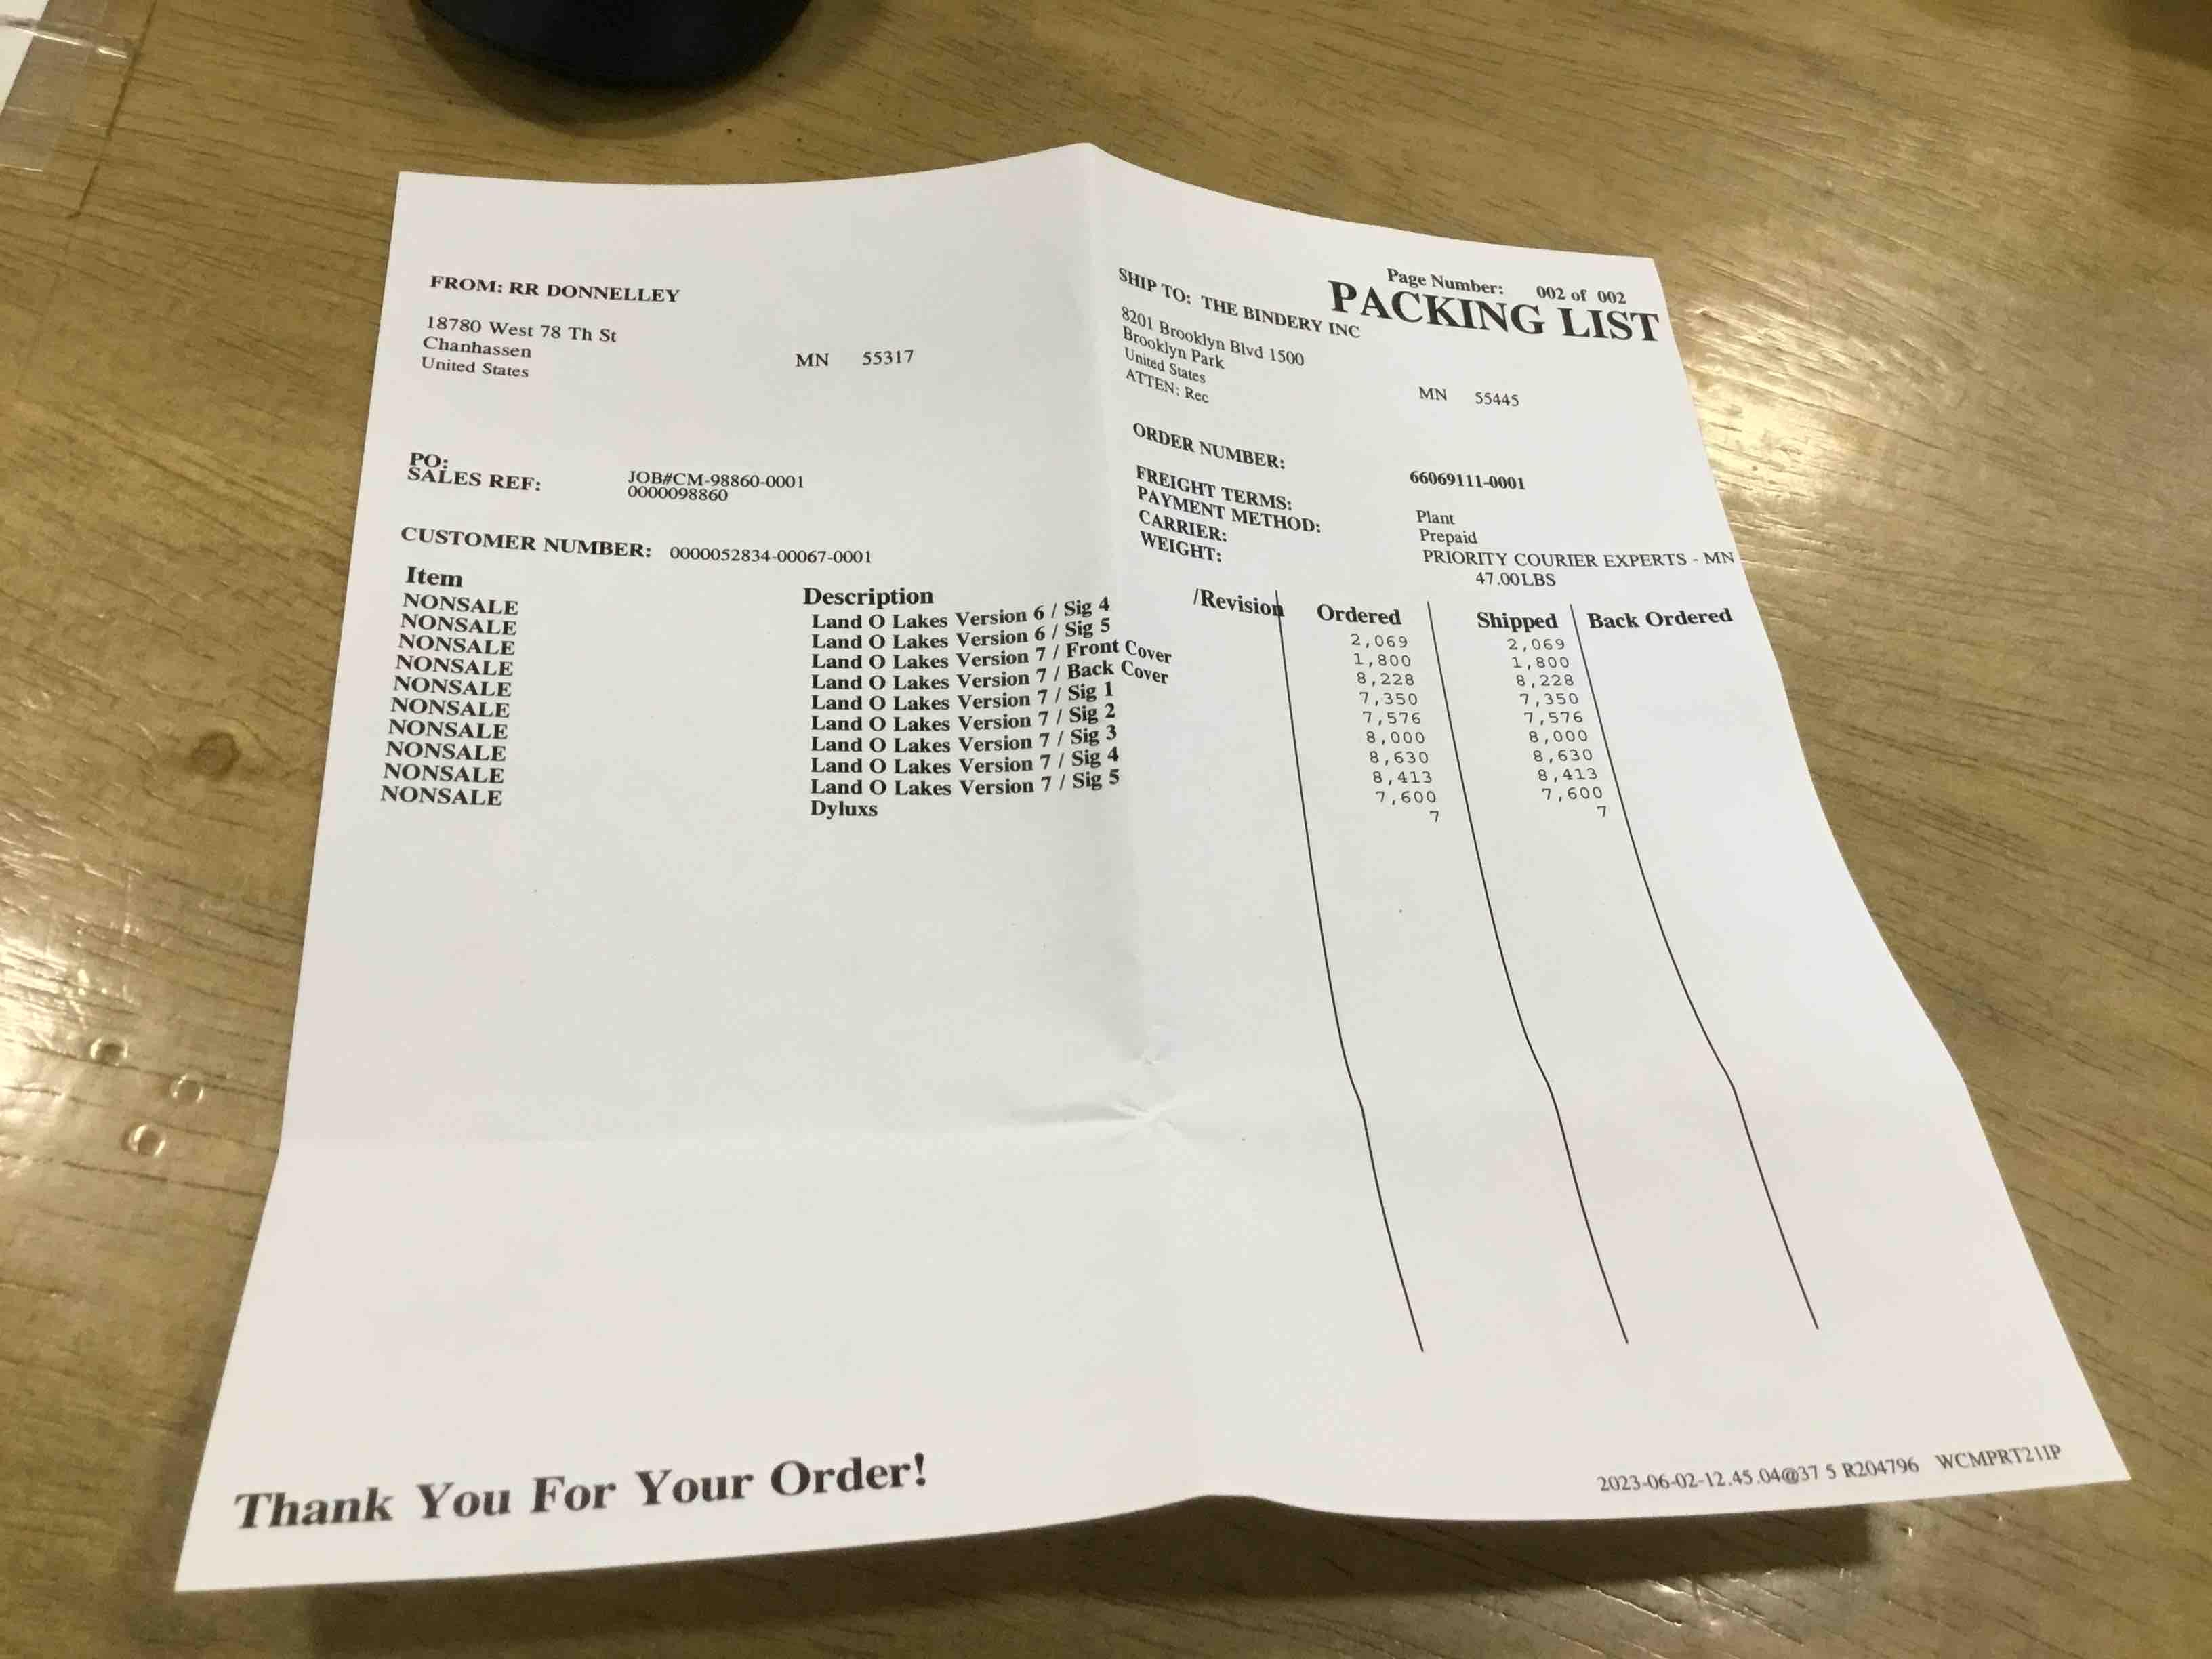 Page Number: 002 of 002
PACKING LIST
FROM: RR DONNELLEY
18780 West 78 Th St
Chanhassen
MN 55317
United States
SHIP TO: THE BINDERY INC
8201 Brooklyn Blvd 1500
Brooklyn Park
MN 55445
United States
ATTEN: Rec
PO: JOB#CM-98860-0001
SALES REF: 0000098860
CUSTOMER NUMBER: 0000052834-00067-0001
ORDER NUMBER: 66069111-0001
FREIGHT TERMS: Plant
PAYMENT METHOD: Prepaid
CARRIER: PRIORITY COURIER EXPERTS - MN
WEIGHT: 47.00LBS
Item Description /Revision Ordered Shipped Back Ordered
NONSALE Land O Lakes Version 6 / Sig 4 2,069 2,069
NONSALE Land O Lakes Version 6 / Sig 5 1,800 1,800
NONSALE Land O Lakes Version 7 / Front Cover 8,228 8,228
NONSALE Land O Lakes Version 7 / Back Cover 7,350 7,350
NONSALE Land O Lakes Version 7 / Sig 1 7,576 7,576
NONSALE Land O Lakes Version 7 / Sig 2 8,000 8,000
NONSALE Land O Lakes Version 7 / Sig 3 8,630 8,630
NONSALE Land O Lakes Version 7 / Sig 4 8,413 8,413
NONSALE Land O Lakes Version 7 / Sig 5 7,600 7,600
NONSALE Dyluxs 7 7
Thank You For Your Order!
2023-06-02-12.45.04@37 5 R204796 WCMPRT21IP